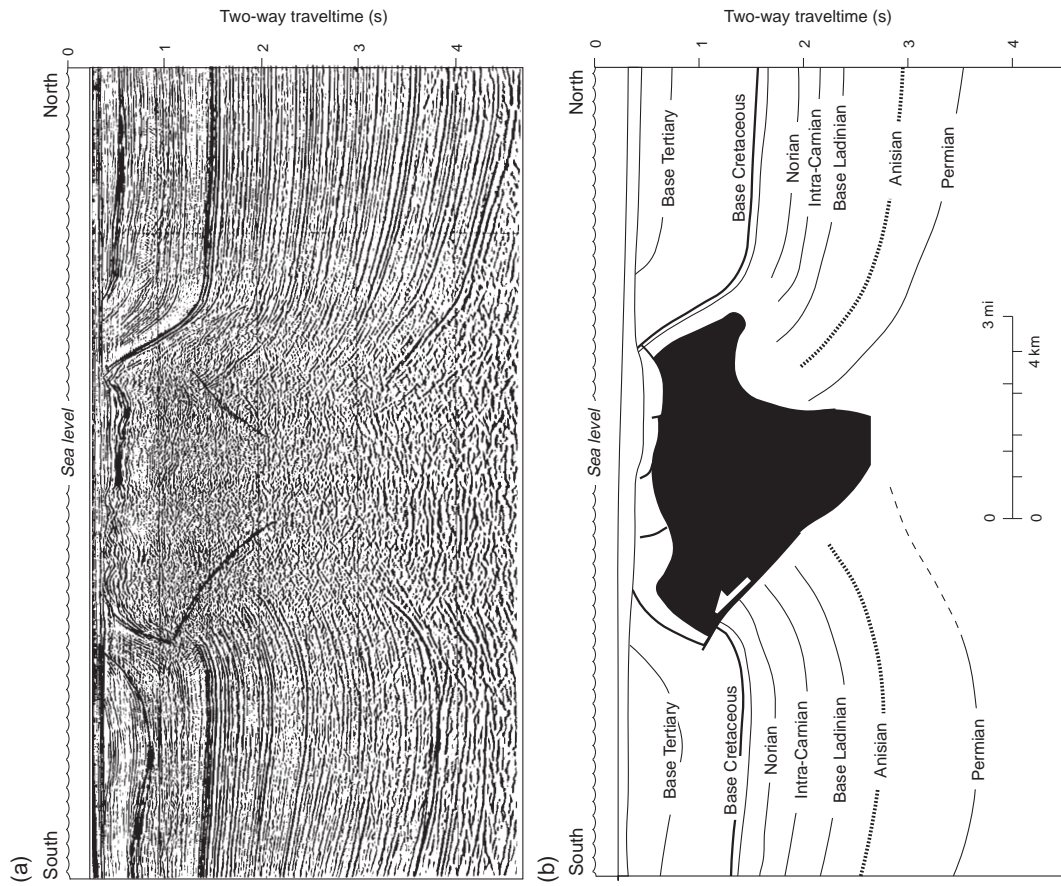 (a)
South
Sea level
North
0
1
2
3
4
Two-way traveltime (s)
(b)
South
Sea level
North
0
1
2
3
4
Two-way traveltime (s)
Base Tertiary
Base Cretaceous
Norian
Intra-Carnian
Base Ladinian
Anisian
Permian
Base Tertiary
Base Cretaceous
Norian
Intra-Carnian
Base Ladinian
Anisian
Permian
0 3 mi
0 4 km